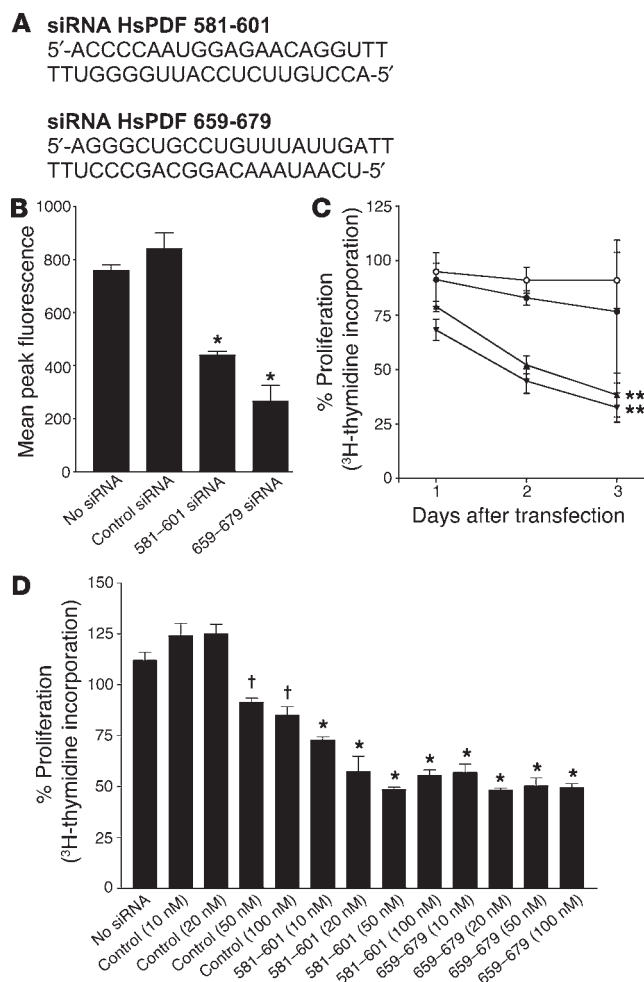 A
siRNA HsPDF 581-601
5′-ACCCCAAUGGAGAACAGGUTT
TTUGGGGUUACCUCUUGUCCA-5′
siRNA HsPDF 659-679
5′-AGGGCUGCCUGUUUAUUGATT
TTUCCCGACGGACAAAUAACU-5′
B
Mean peak fluorescence
1000
800
600
400
200
0
*
*
No siRNA
Control siRNA
581–601 siRNA
659–679 siRNA
C
% Proliferation
(³H-thymidine incorporation)
125
100
75
50
25
0
**
**
1 2 3
Days after transfection
D
% Proliferation
(³H-thymidine incorporation)
150
125
100
75
50
25
0
† † * * * * * * * *
No siRNA
Control (10 nM)
Control (20 nM)
Control (50 nM)
Control (100 nM)
581–601 (10 nM)
581–601 (20 nM)
581–601 (50 nM)
581–601 (100 nM)
659–679 (10 nM)
659–679 (20 nM)
659–679 (50 nM)
659–679 (100 nM)